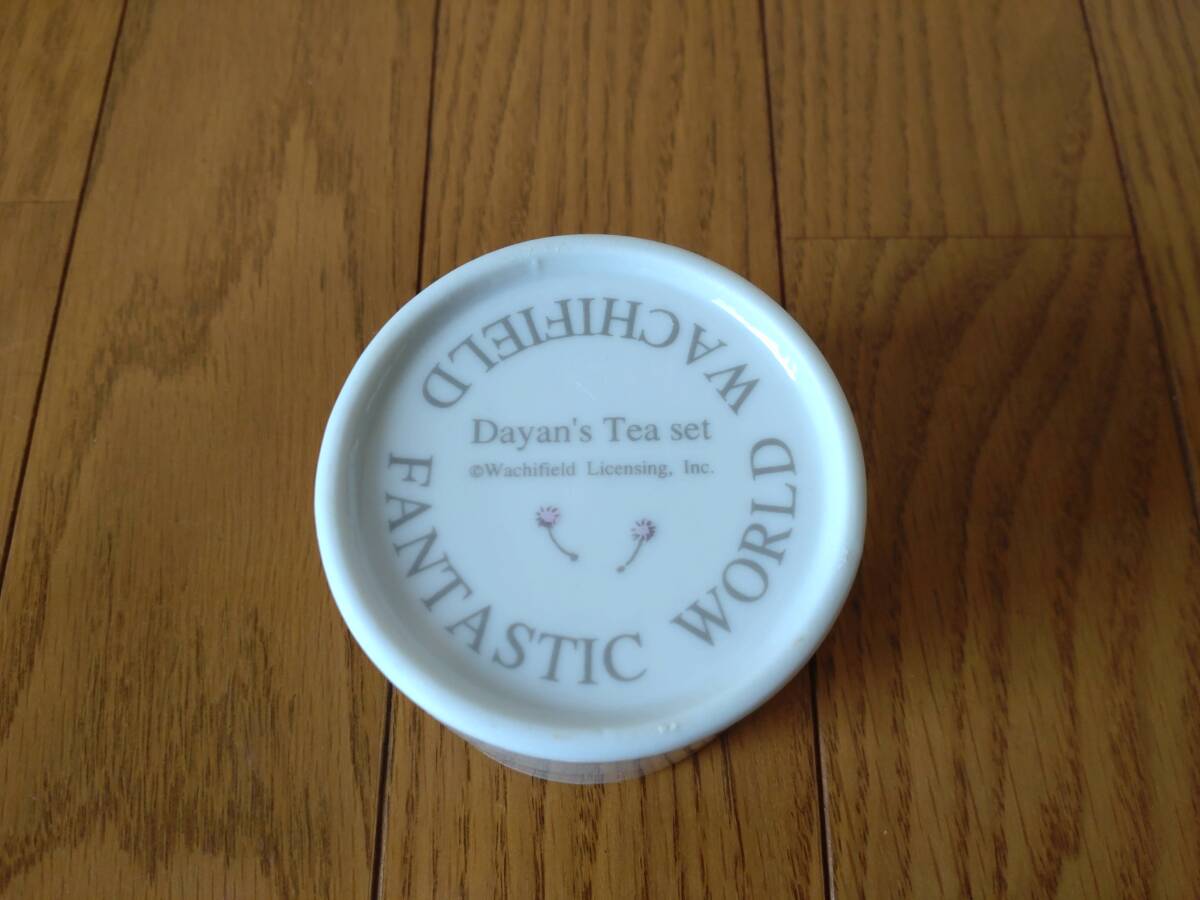 WACHIFIELD
Dayan's Tea set
©Wachifield Licensing, Inc.
FANTASTIC WORLD